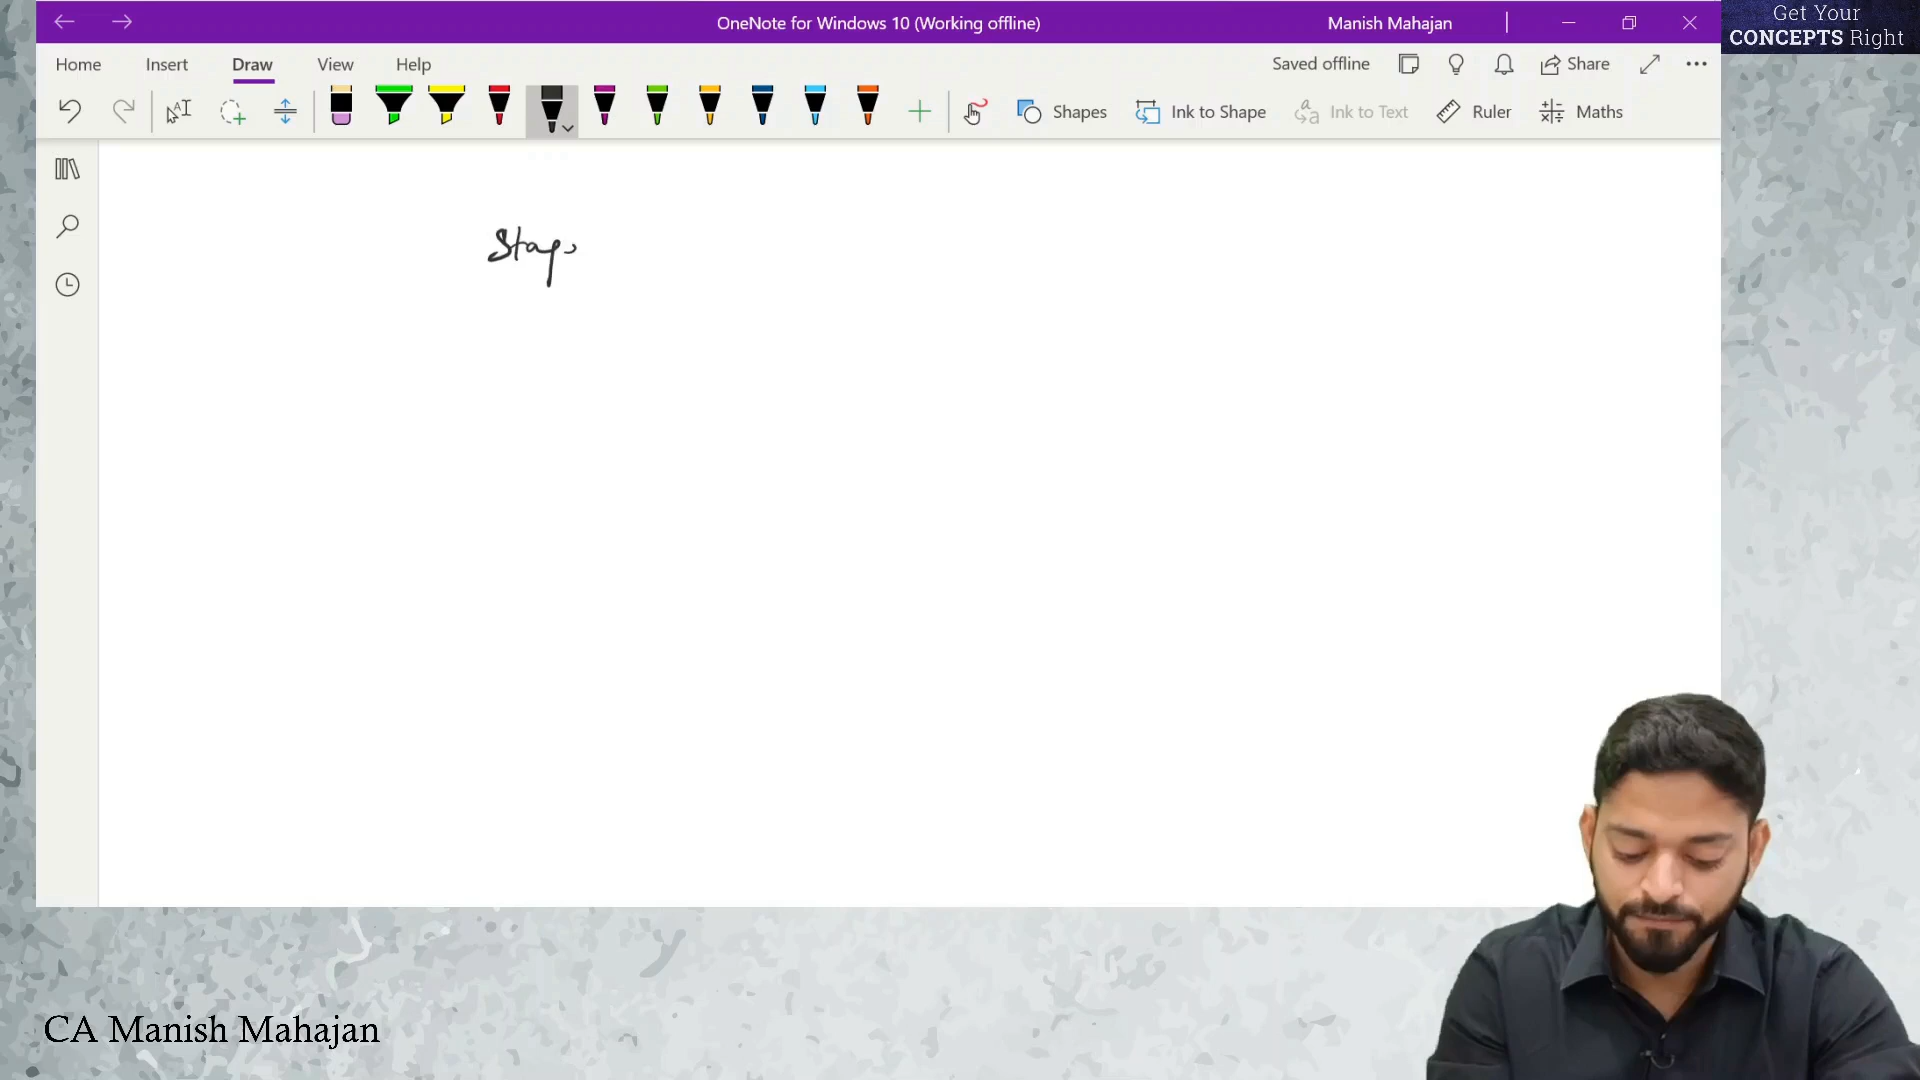 OneNote for Windows 10 (Working offline) Manish Mahajan
Get Your
CONCEPTS Right
Home Insert Draw View Help Saved offline Share
Shapes Ink to Shape Ink to Text Ruler Maths
CA Manish Mahajan